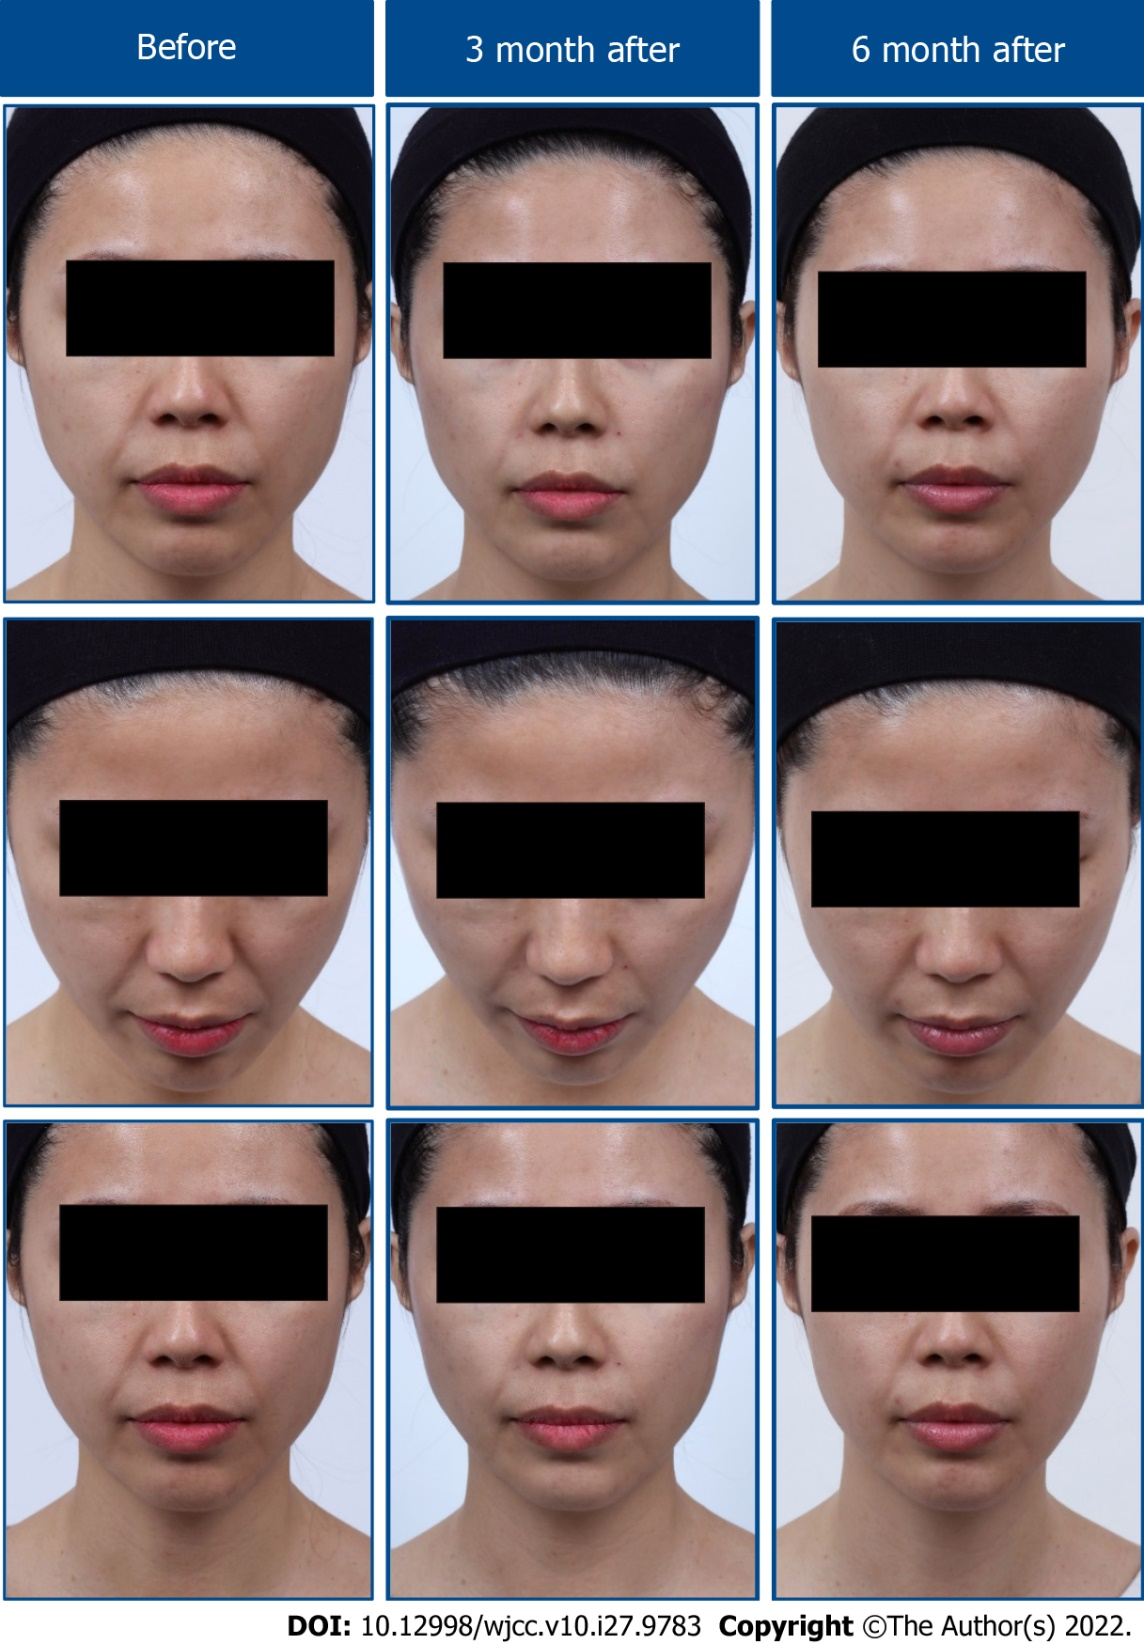 Before
3 month after
6 month after
DOI: 10.12998/wjcc.v10.i27.9783 Copyright ©The Author(s) 2022.